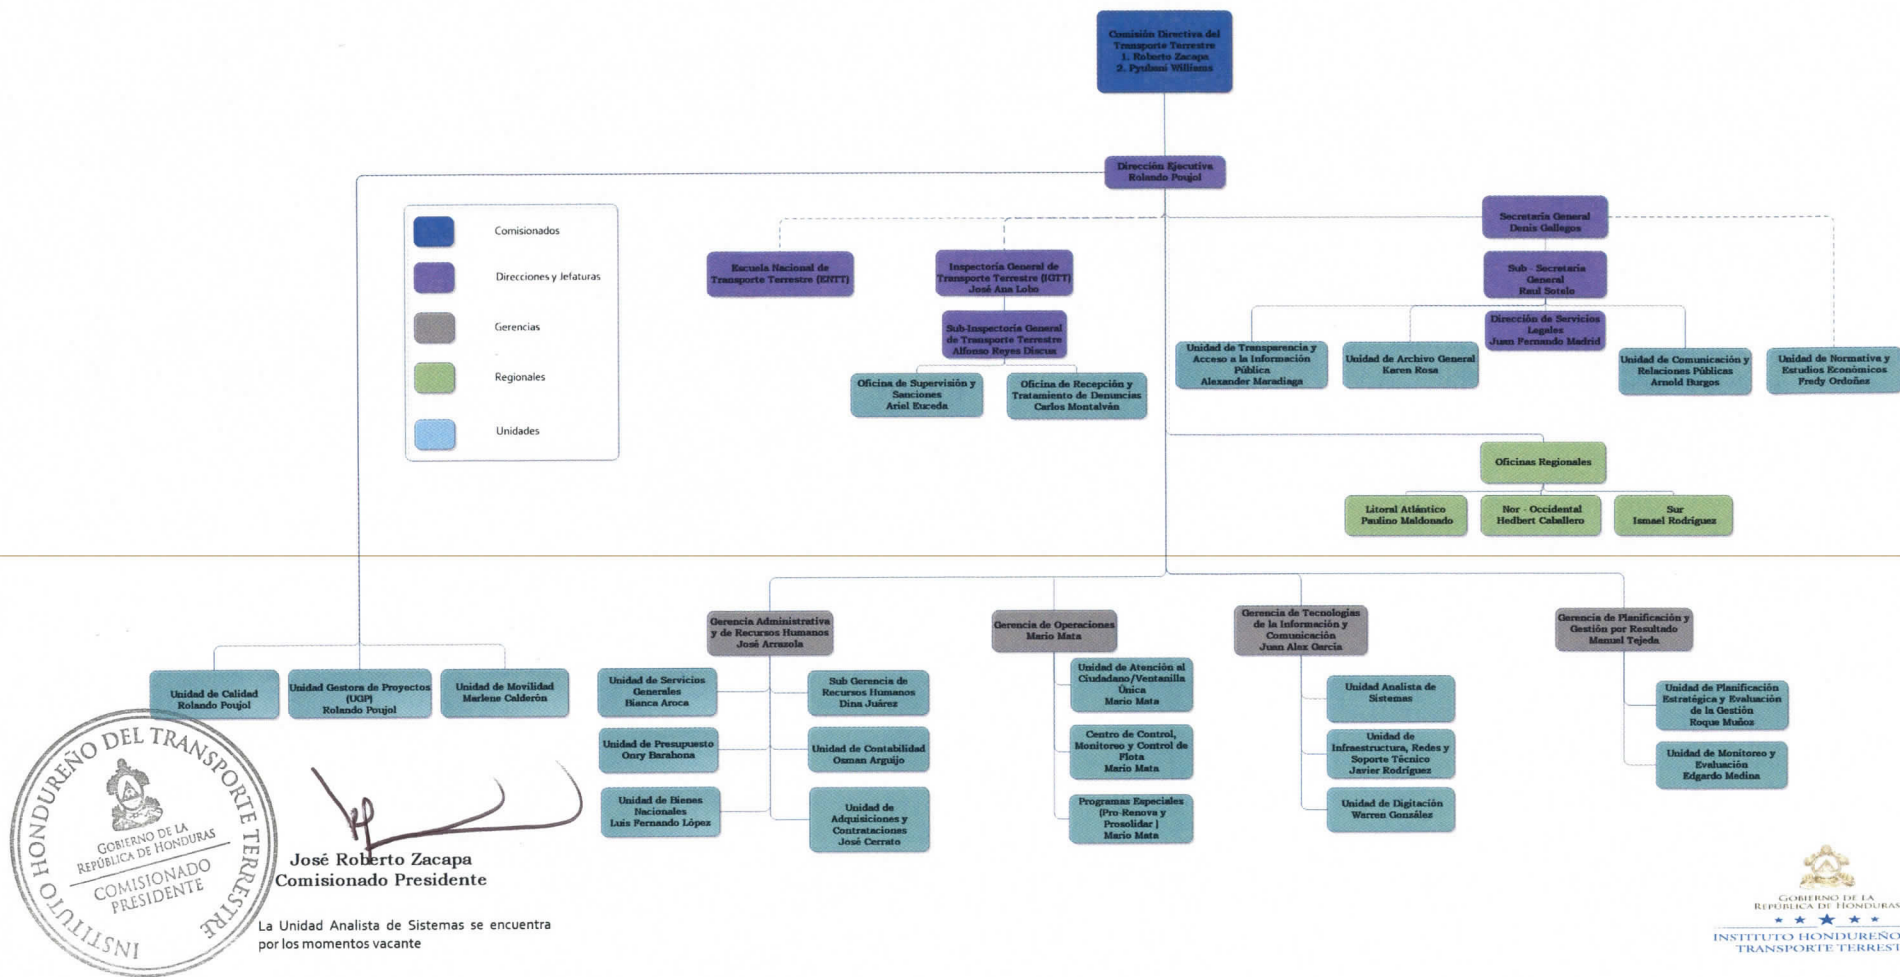 Comisión Directiva del
Transporte Terrestre
1. Roberto Zacapa
2. Pyubani Williams
Dirección Ejecutiva
Rolando Poujol
Comisionados
Direcciones y Jefaturas
Gerencias
Regionales
Unidades
Secretaría General
Denis Gallegos
Escuela Nacional de
Transporte Terrestre (ENTT)
Inspectoría General de
Transporte Terrestre (IGTT)
José Ana Lobo
Sub - Secretaría
General
Raul Sotelo
Sub-Inspectoría General
de Transporte Terrestre
Alfonso Reyes Discua
Dirección de Servicios
Legales
Juan Fernando Madrid
Unidad de Transparencia y
Acceso a la Información
Pública
Alexander Maradiaga
Unidad de Archivo General
Karen Rosa
Unidad de Comunicación y
Relaciones Públicas
Arnold Burgos
Unidad de Normativa y
Estudios Económicos
Fredy Ordoñez
Oficina de Supervisión y
Sanciones
Ariel Euceda
Oficina de Recepción y
Tratamiento de Denuncias
Carlos Montalván
Oficinas Regionales
Litoral Atlántico
Paulino Maldonado
Nor - Occidental
Hedbert Caballero
Sur
Ismael Rodríguez
Gerencia Administrativa
y de Recursos Humanos
José Arrazola
Gerencia de Operaciones
Mario Mata
Gerencia de Tecnologías
de la Información y
Comunicación
Juan Alex García
Gerencia de Planificación y
Gestión por Resultado
Manuel Tejeda
Unidad de Calidad
Rolando Poujol
Unidad Gestora de Proyectos
(UGP)
Rolando Poujol
Unidad de Movilidad
Marlene Calderón
Unidad de Servicios
Generales
Bianca Aroca
Sub Gerencia de
Recursos Humanos
Dina Juárez
Unidad de Presupuesto
Onry Barahona
Unidad de Contabilidad
Osman Arguijo
Unidad de Bienes
Nacionales
Luis Fernando López
Unidad de
Adquisiciones y
Contrataciones
José Cerrato
Unidad de Atención al
Ciudadano/Ventanilla
Única
Mario Mata
Centro de Control,
Monitoreo y Control de
Flota
Mario Mata
Programas Especiales
(Pro-Renova y
Prosolidar )
Mario Mata
Unidad Analista de
Sistemas
Unidad de
Infraestructura, Redes y
Soporte Técnico
Javier Rodríguez
Unidad de Digitación
Warren González
Unidad de Planificación
Estratégica y Evaluación
de la Gestión
Roque Muñoz
Unidad de Monitoreo y
Evaluación
Edgardo Medina
INSTITUTO HONDUREÑO DEL TRANSPORTE TERRESTRE
GOBIERNO DE LA
REPÚBLICA DE HONDURAS
COMISIONADO
PRESIDENTE
José Roberto Zacapa
Comisionado Presidente
La Unidad Analista de Sistemas se encuentra
por los momentos vacante
GOBIERNO DE LA
REPÚBLICA DE HONDURAS
INSTITUTO HONDUREÑO
TRANSPORTE TERREST